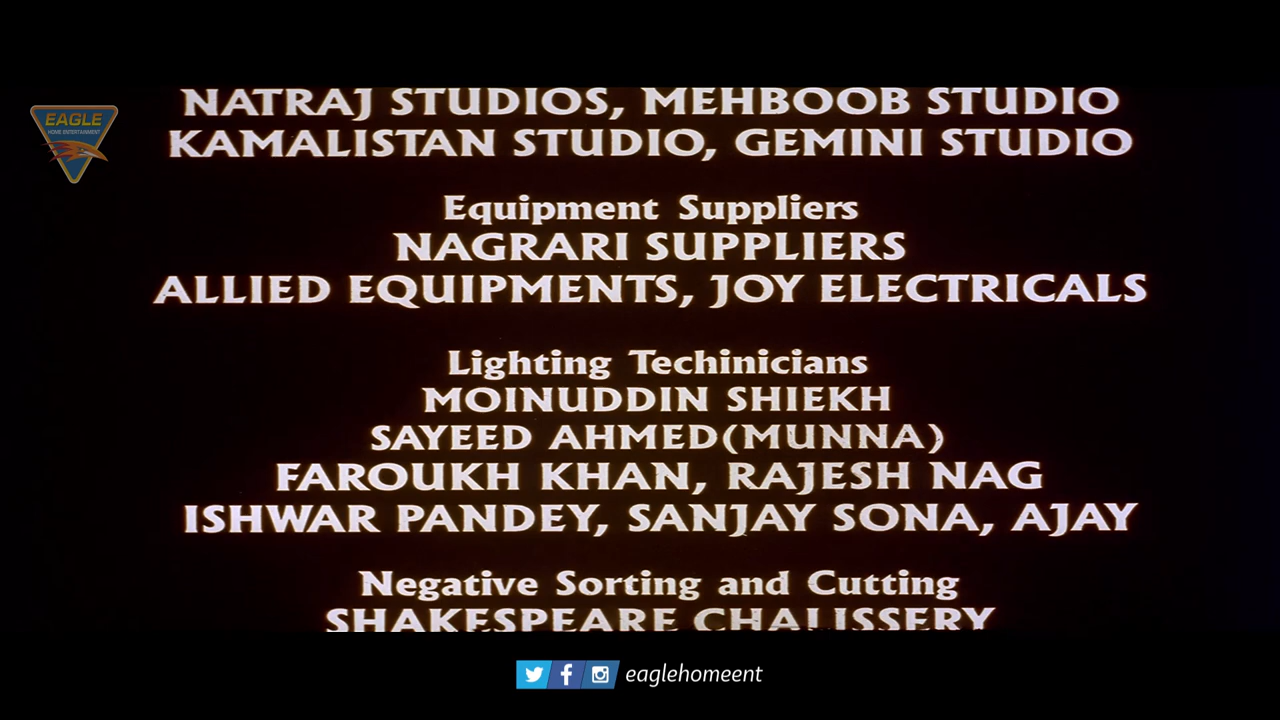 NATRAJ STUDIOS, MEHBOOB STUDIO
EAGLE
HOME ENTERTAINMENT
KAMALISTAN STUDIO, GEMINI STUDIO
Equipment Suppliers
NAGRARI SUPPLIERS
ALLIED EQUIPMENTS, JOY ELECTRICALS
Lighting Techinicians
MOINUDDIN SHIEKH
SAYEED AHMED(MUNNA)
FAROUKH KHAN, RAJESH NAG
ISHWAR PANDEY, SANJAY SONA, AJAY
Negative Sorting and Cutting
SHAKESPEARE CHALISSERY
eaglehomeent